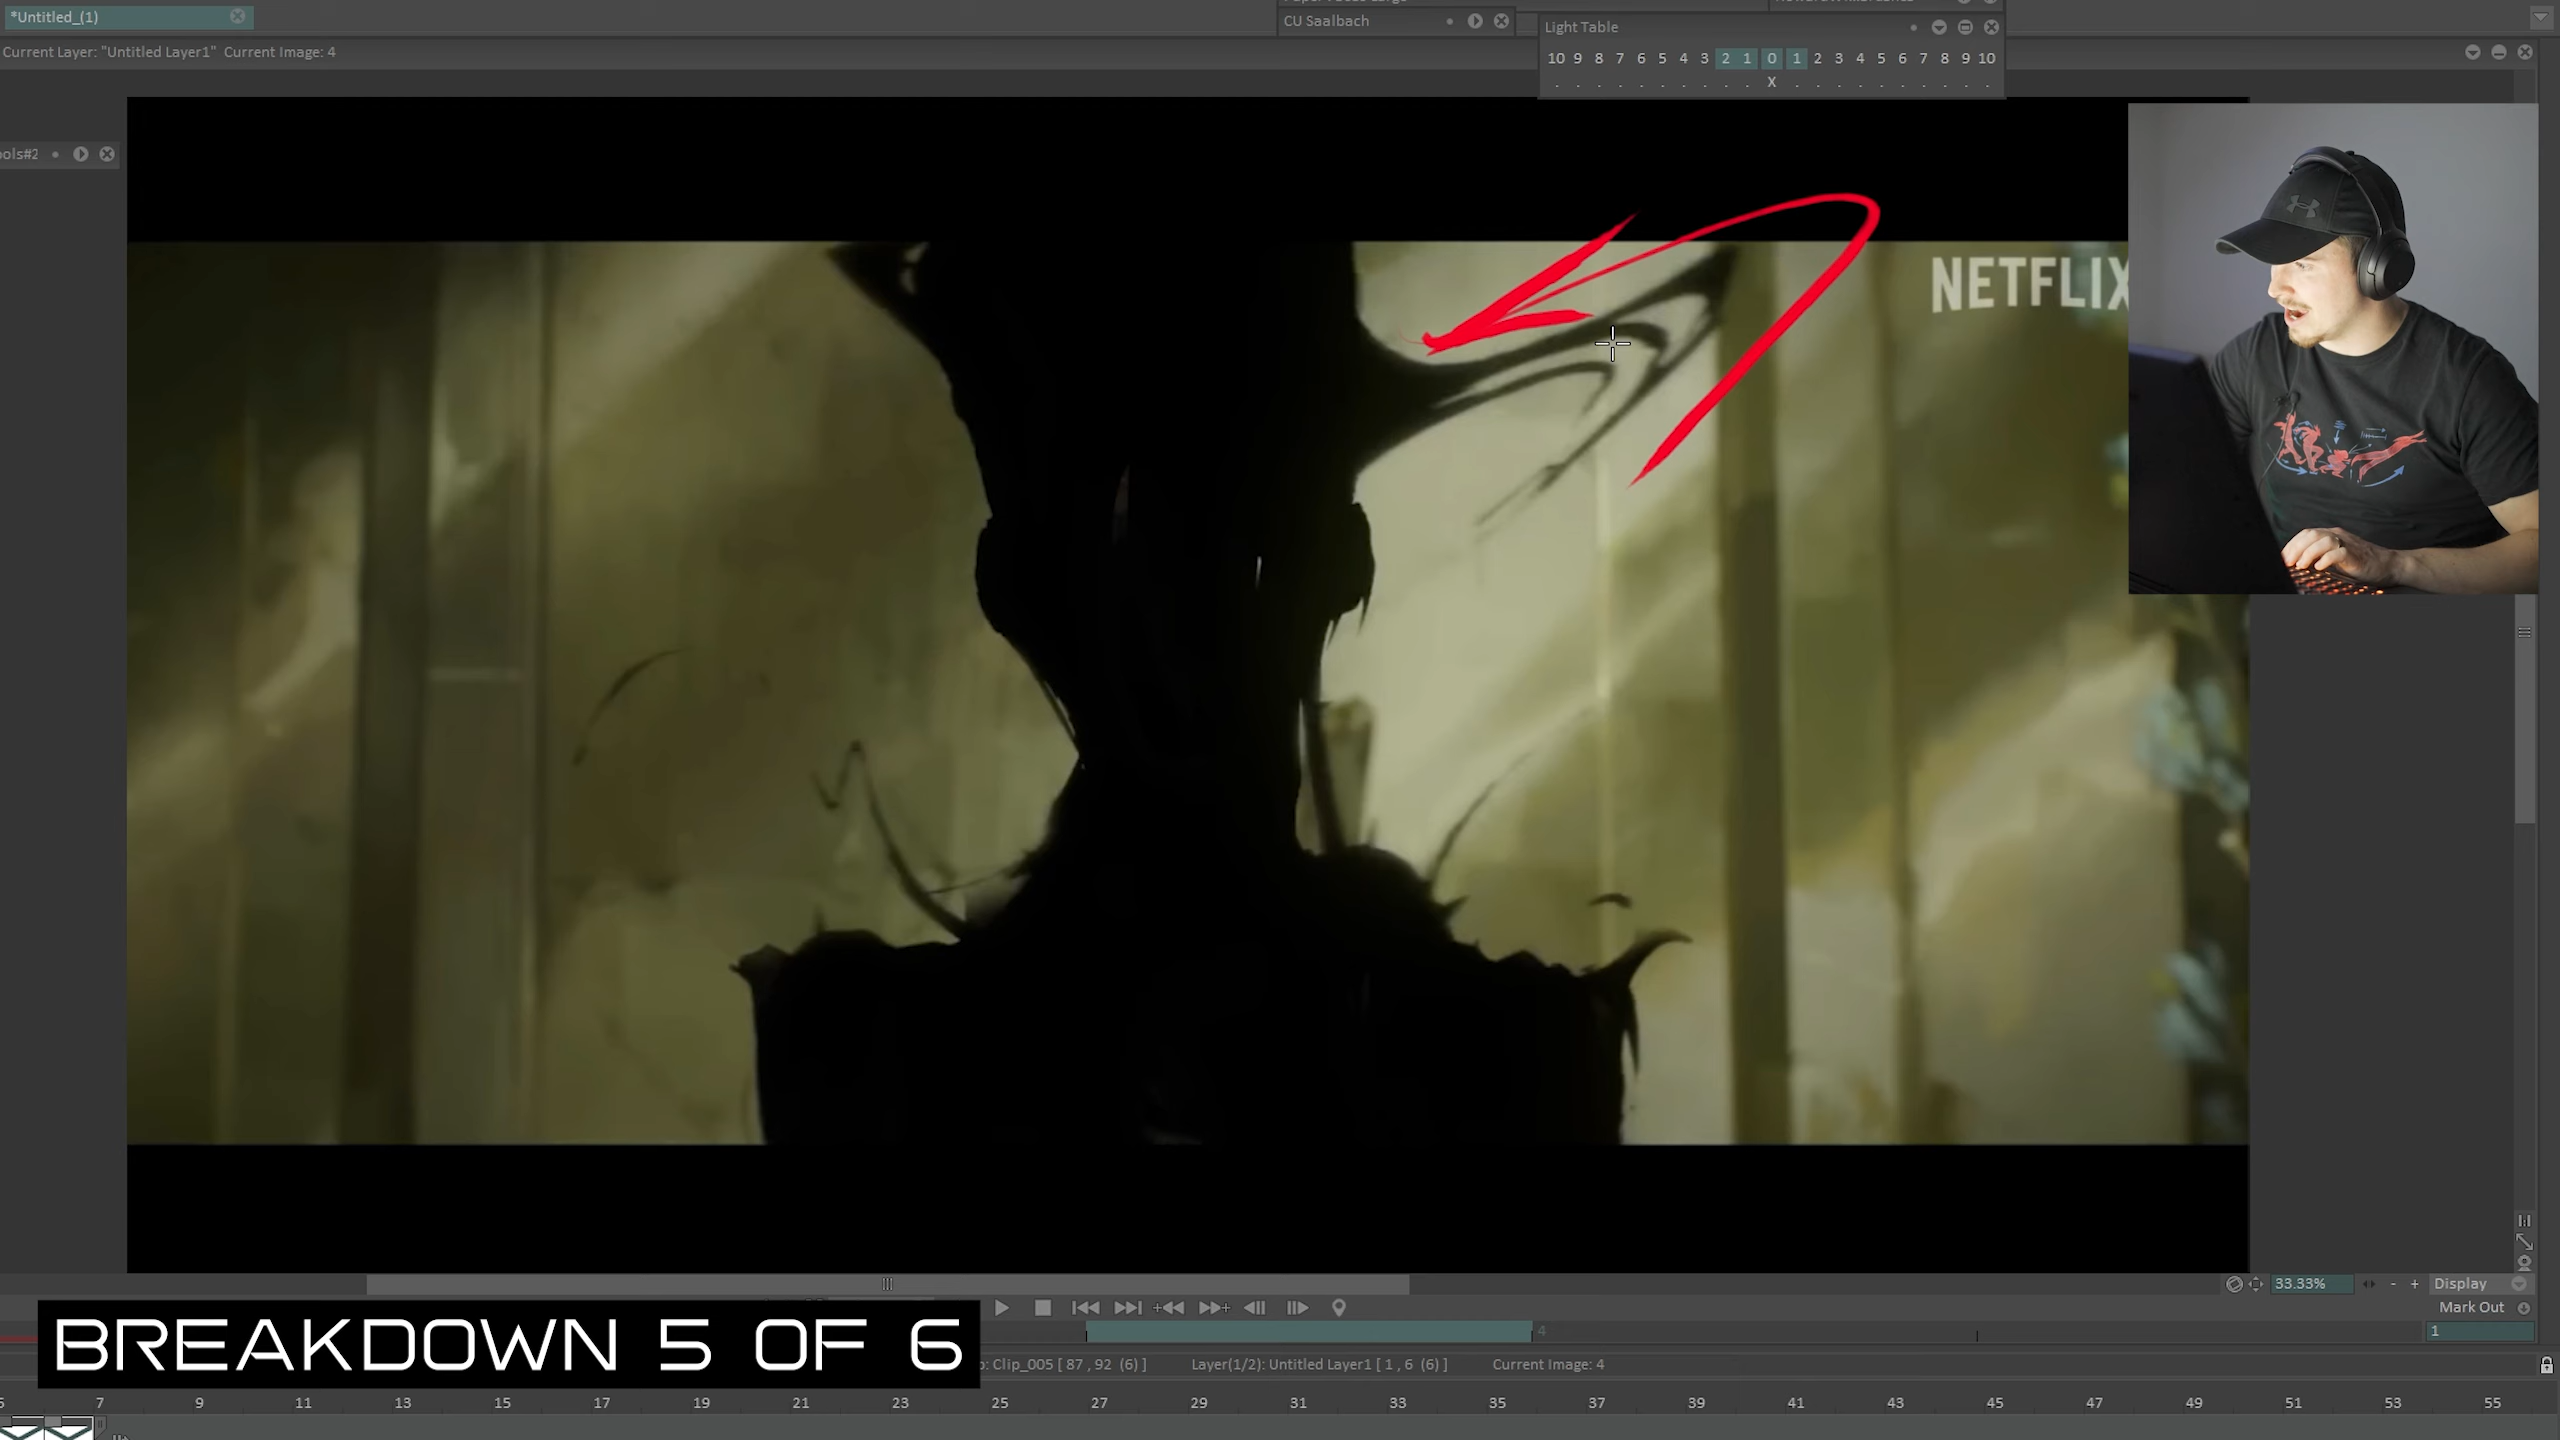 *Untitled_(1)
CU Saalbach
Light Table
Current Layer: "Untitled Layer1" Current Image: 4
10 9 8 7 6 5 4 3 2 1 0 1 2 3 4 5 6 7 8 9 10
X
ools#2
NETFLIX
33.33%
- +
Display
Mark Out
4
1
BREAKDOWN 5 OF 6
p: Clip_005 [ 87 , 92 (6) ]
Layer(1/2): Untitled Layer1 [ 1 , 6 (6) ]
Current Image: 4
7 9 11 13 15 17 19 21 23 25 27 29 31 33 35 37 39 41 43 45 47 49 51 53 55